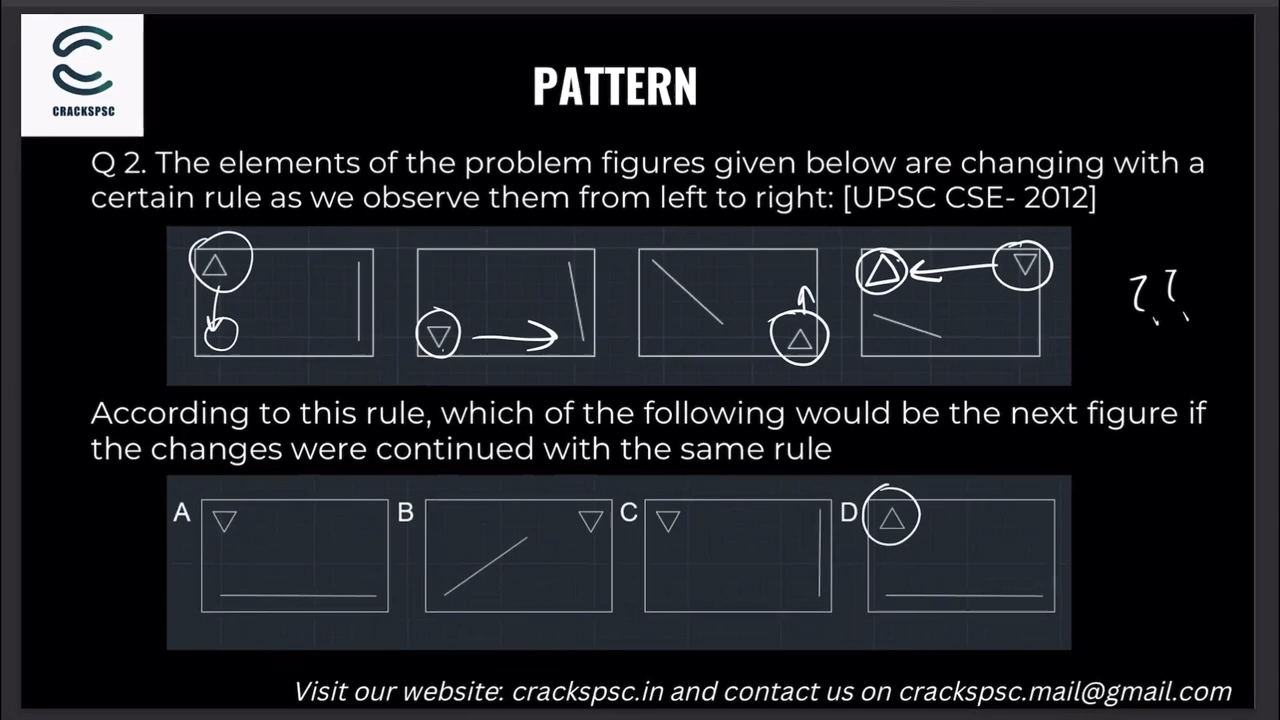 CRACKSPSC
PATTERN
Q 2. The elements of the problem figures given below are changing with a
certain rule as we observe them from left to right: [UPSC CSE- 2012]
??
According to this rule, which of the following would be the next figure if
the changes were continued with the same rule
A B C D
Visit our website: crackspsc.in and contact us on crackspsc.mail@gmail.com